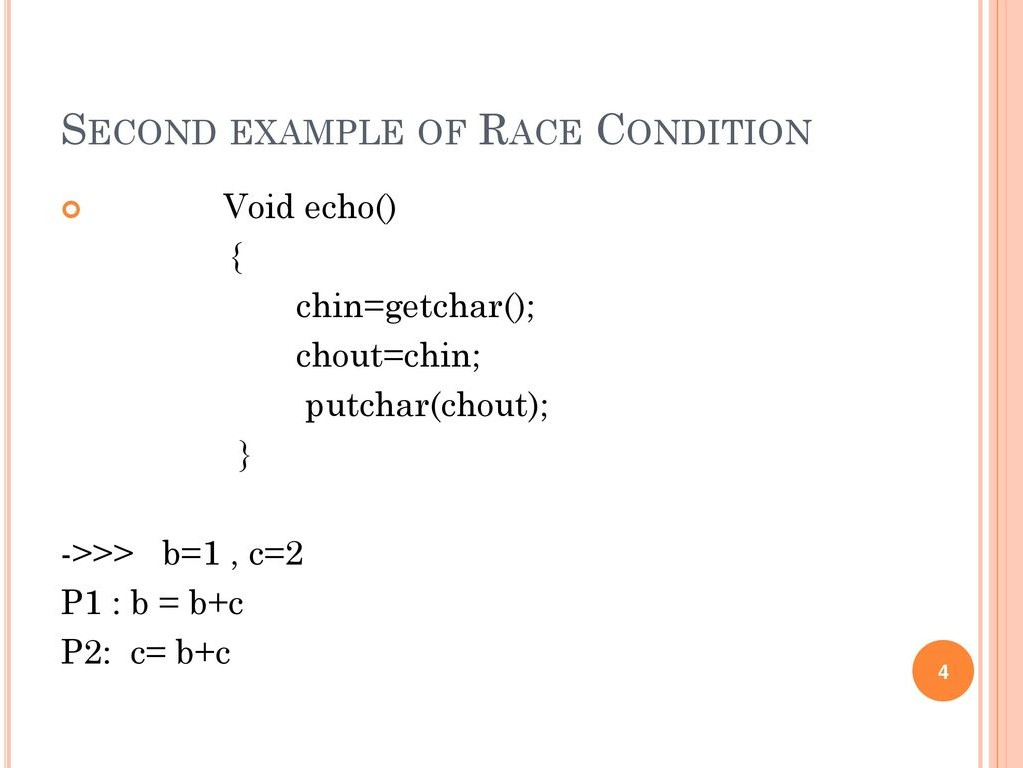 SECOND EXAMPLE OF RACE CONDITION
Void echo()
{
chin=getchar();
chout=chin;
putchar(chout);
}
->>> b=1 , c=2
P1 : b = b+c
P2: c= b+c
4